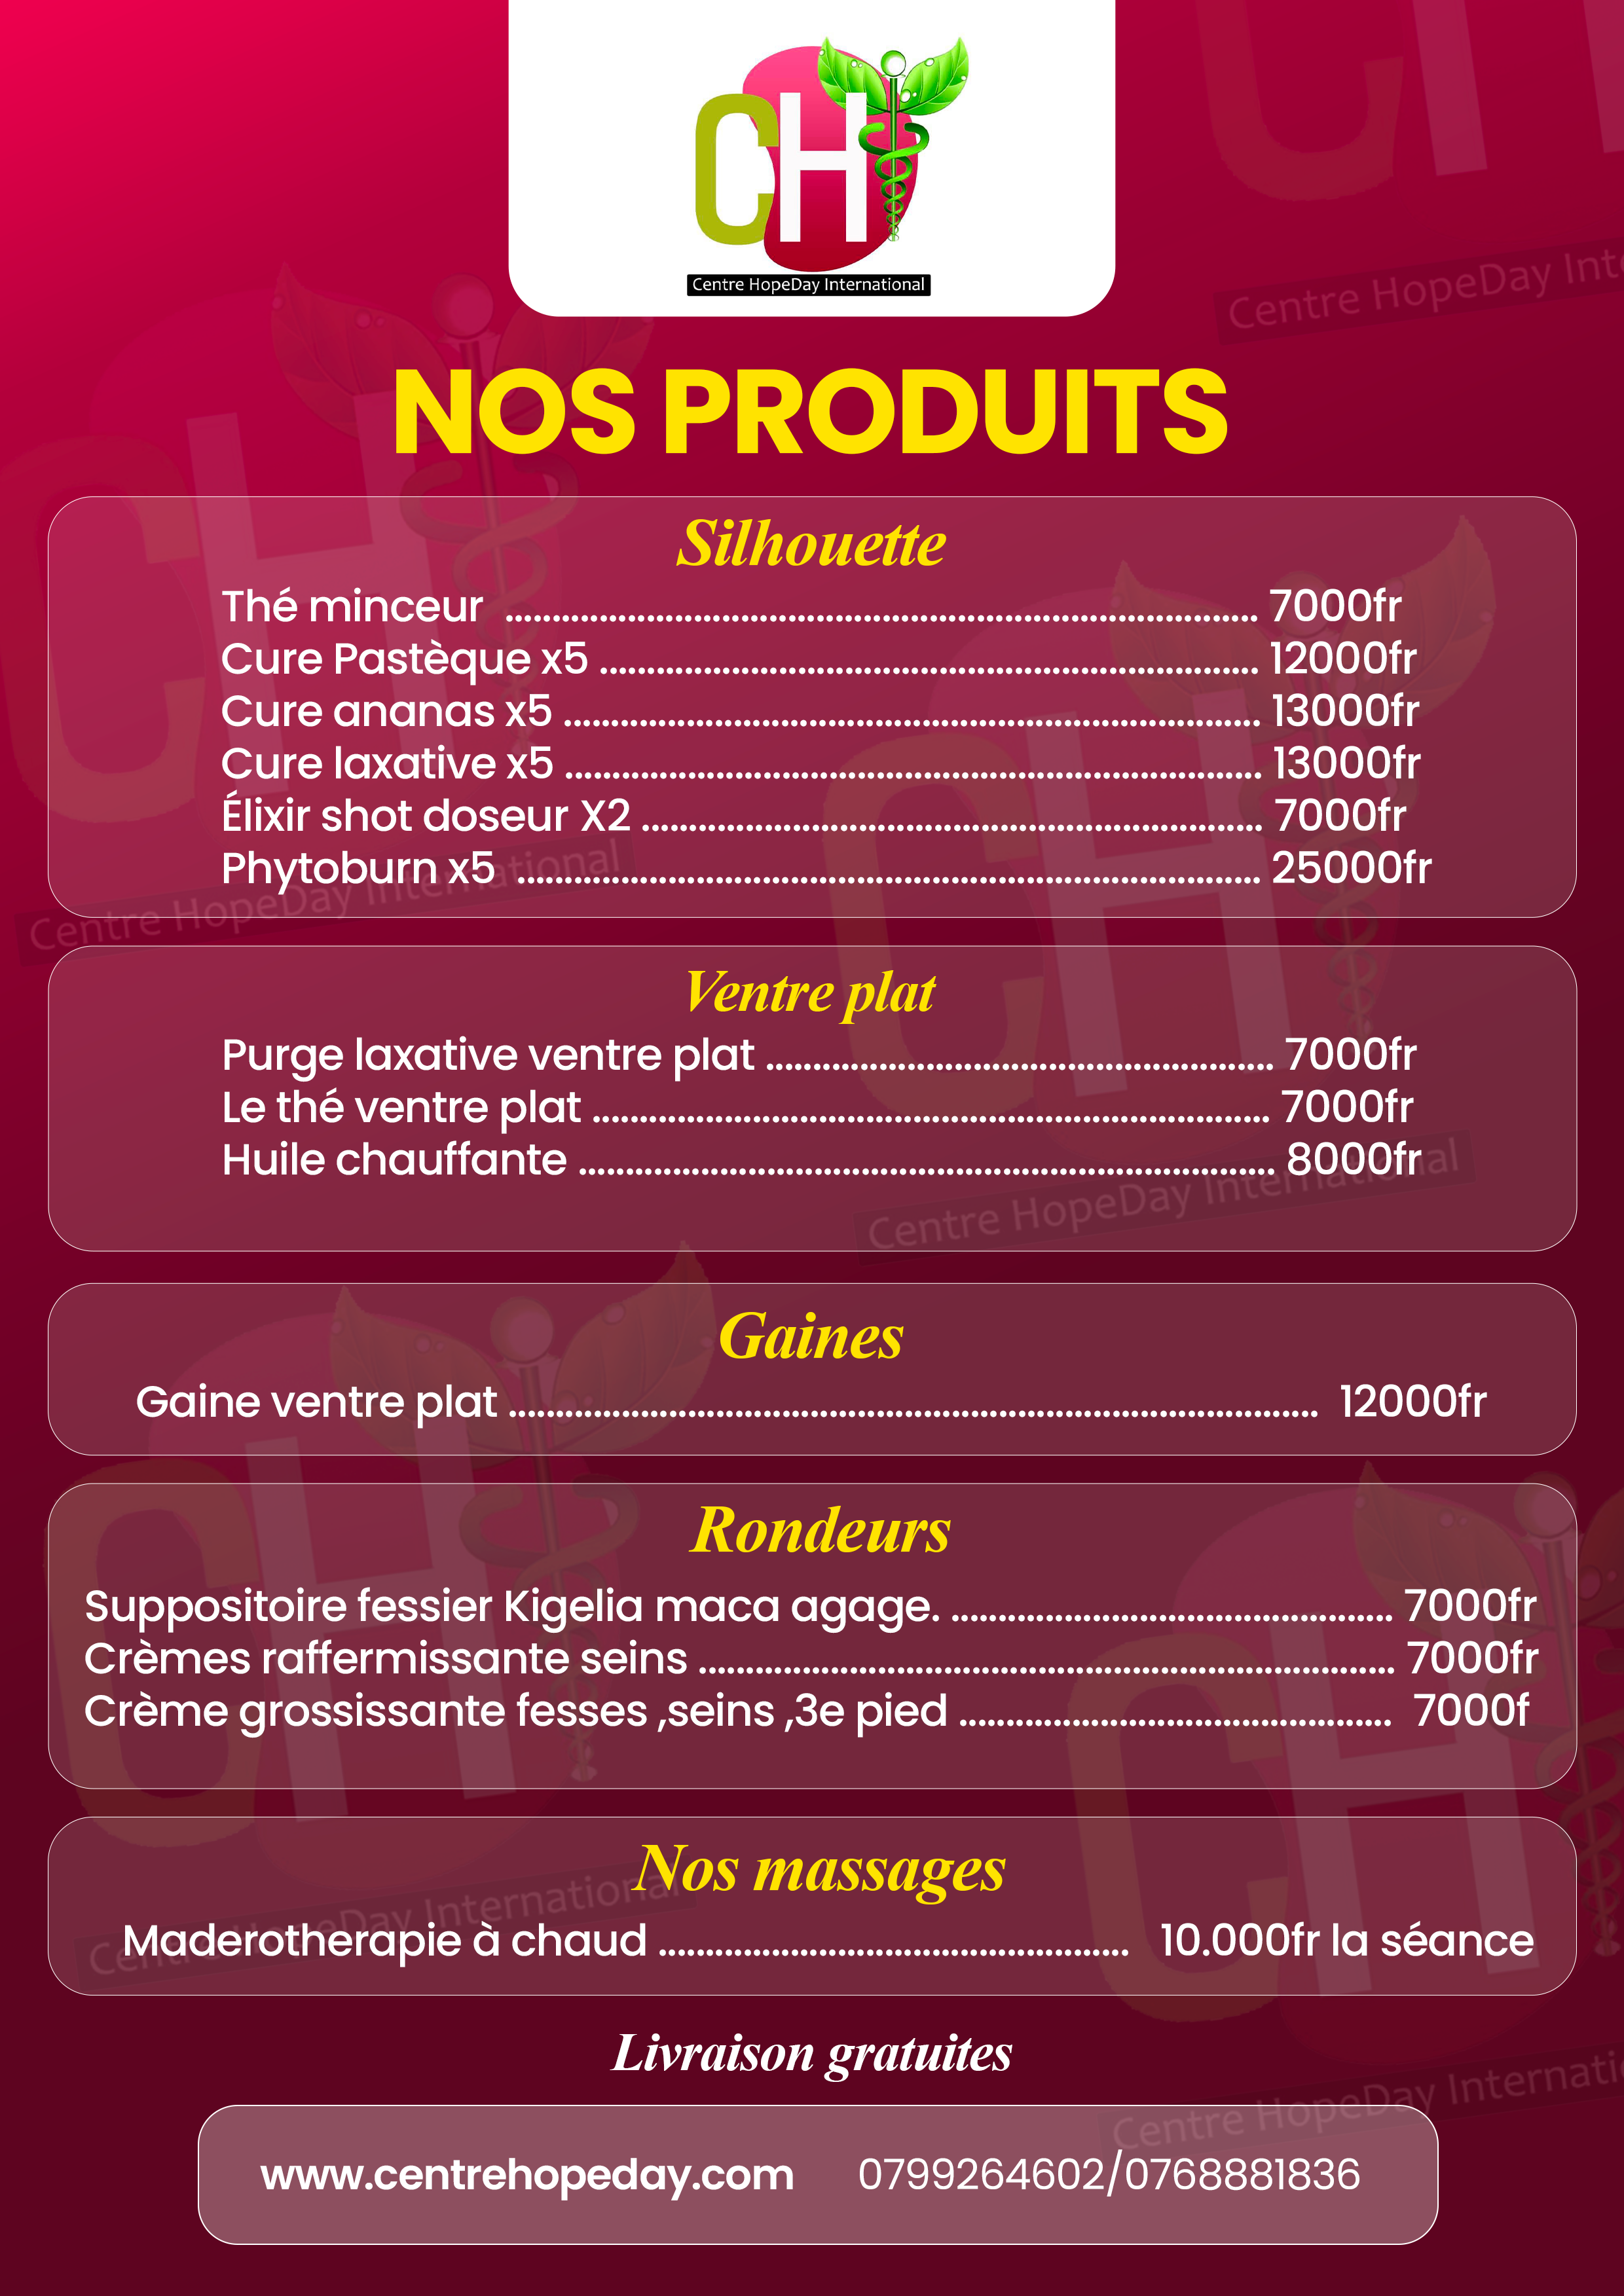 CH
Centre HopeDay International
NOS PRODUITS
Silhouette
Thé minceur ........................................ 7000fr
Cure Pastèque x5 ........................................ 12000fr
Cure ananas x5 ........................................ 13000fr
Cure laxative x5 ........................................ 13000fr
Élixir shot doseur X2 ........................................ 7000fr
Phytoburn x5 ........................................ 25000fr
Ventre plat
Purge laxative ventre plat ........................................ 7000fr
Le thé ventre plat ........................................ 7000fr
Huile chauffante ........................................ 8000fr
Gaines
Gaine ventre plat ........................................ 12000fr
Rondeurs
Suppositoire fessier Kigelia maca agage. ........................................ 7000fr
Crèmes raffermissante seins ........................................ 7000fr
Crème grossissante fesses ,seins ,3e pied ........................................ 7000f
Nos massages
Maderotherapie à chaud ........................................ 10.000fr la séance
Livraison gratuites
www.centrehopeday.com 0799264602/0768881836